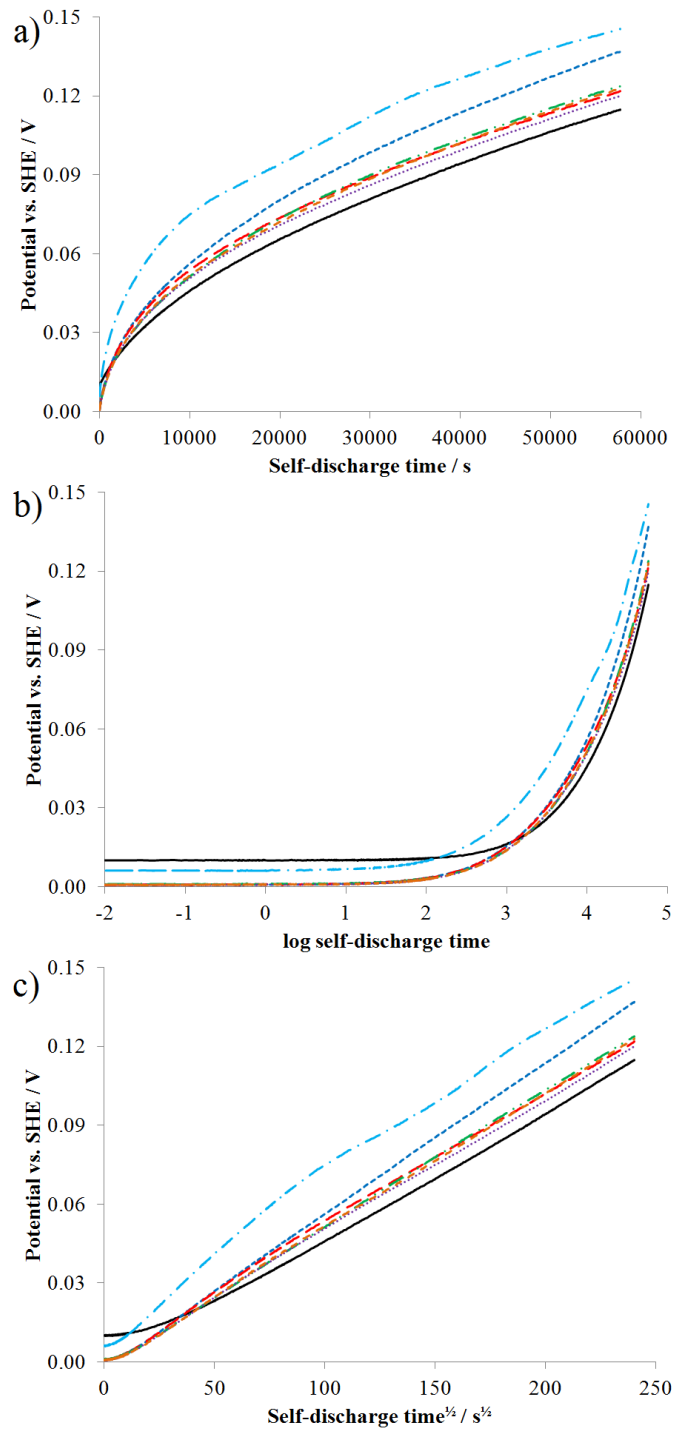 a)
0.15
0.12
0.09
0.06
0.03
0.00
Potential vs. SHE / V
0 10000 20000 30000 40000 50000 60000
Self-discharge time / s
b)
0.15
0.12
0.09
0.06
0.03
0.00
Potential vs. SHE / V
-2 -1 0 1 2 3 4 5
log self-discharge time
c)
0.15
0.12
0.09
0.06
0.03
0.00
Potential vs. SHE / V
0 50 100 150 200 250
Self-discharge time½ / s½